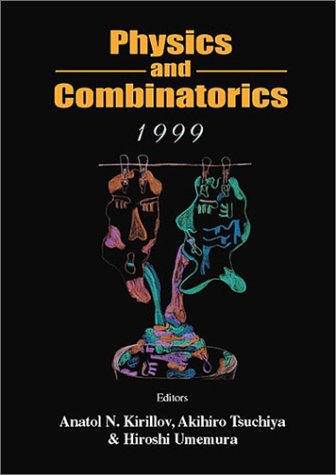 Physics
and
Combinatorics
1999
Editors
Anatol N. Kirillov, Akihiro Tsuchiya
& Hiroshi Umemura